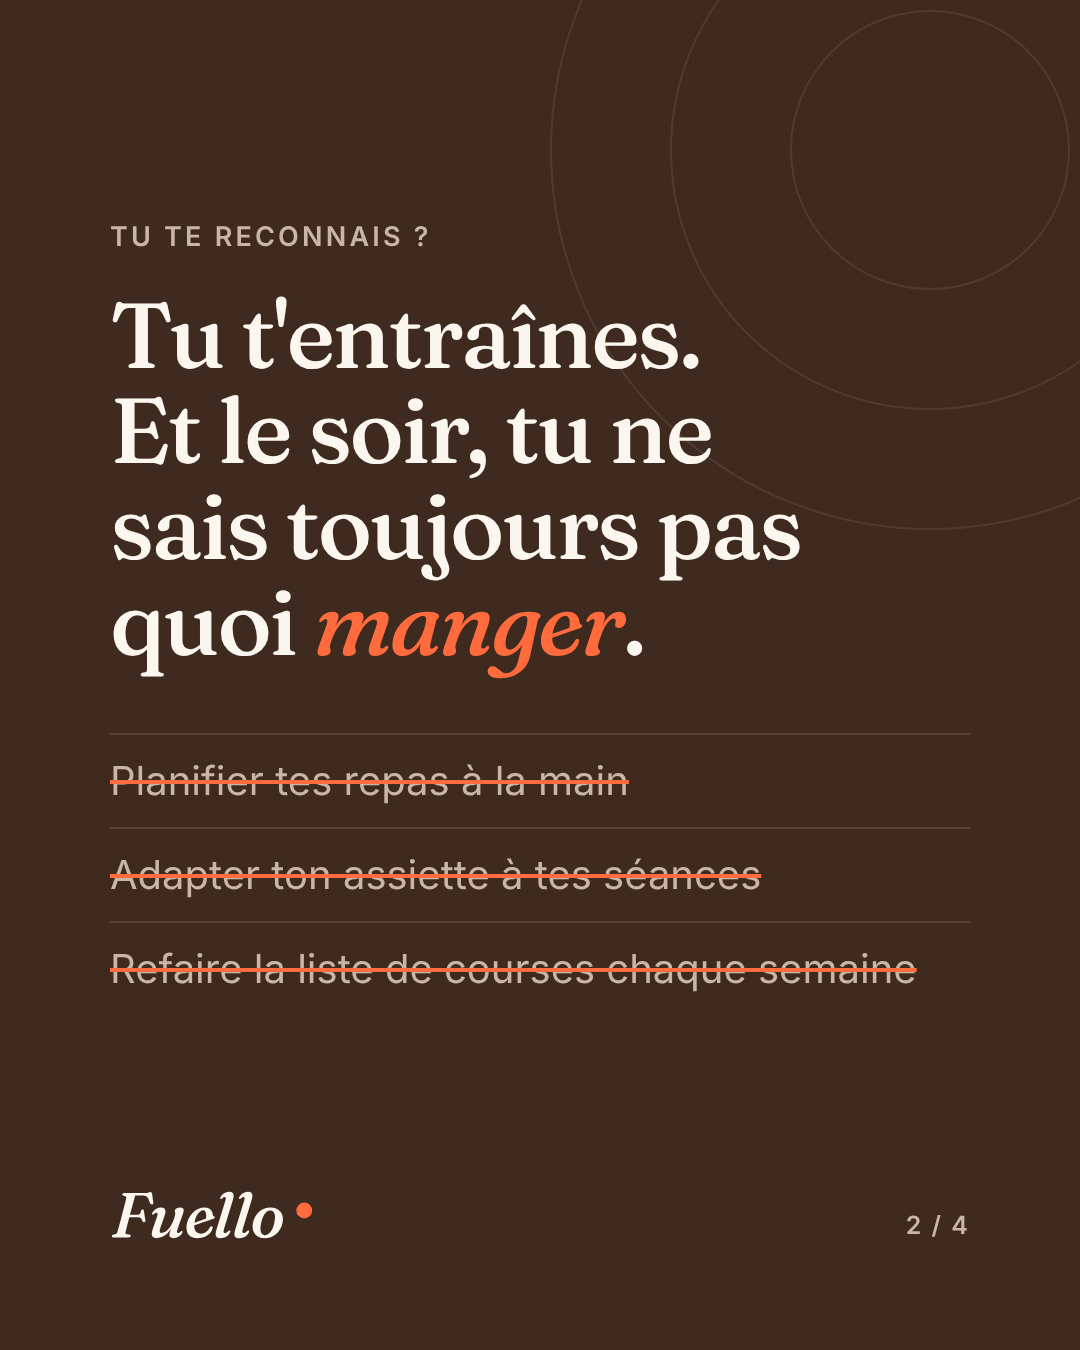 TU TE RECONNAIS ?
Tu t'entraînes.
Et le soir, tu ne
sais toujours pas
quoi manger.
Planifier tes repas à la main
Adapter ton assiette à tes séances
Refaire la liste de courses chaque semaine
Fuello
2 / 4